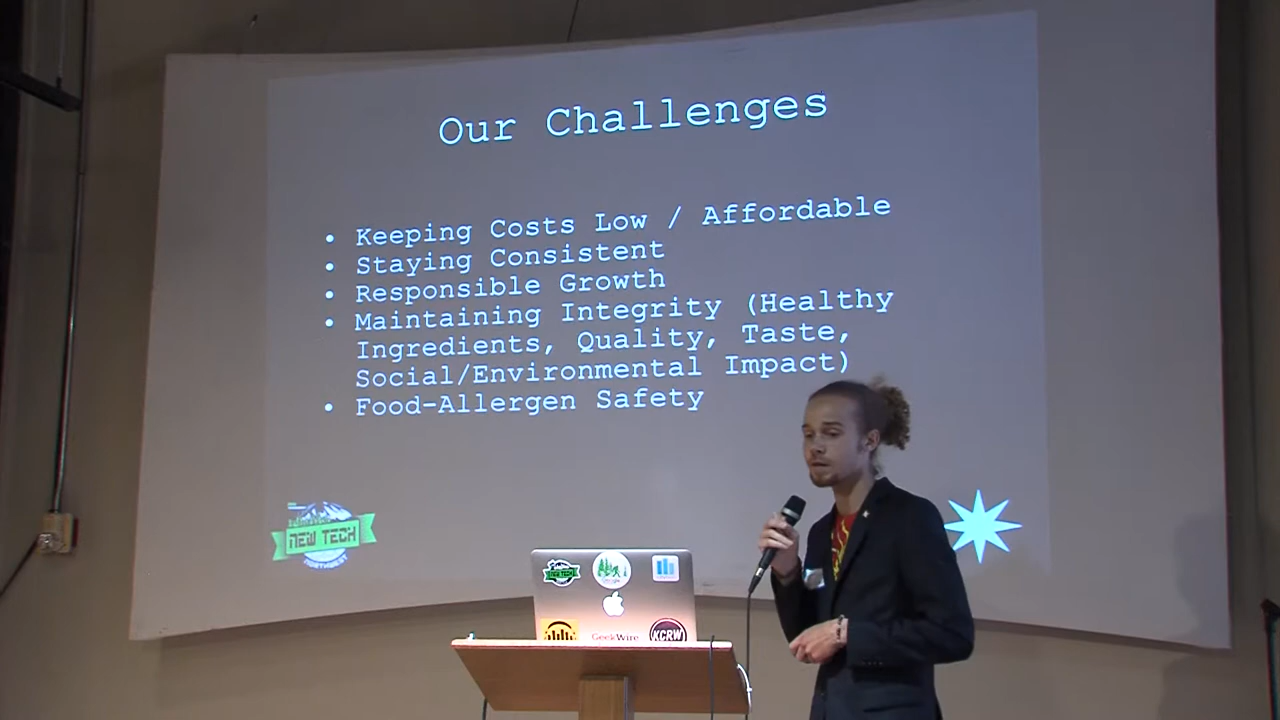 Our Challenges
• Keeping Costs Low / Affordable
• Staying Consistent
• Responsible Growth
• Maintaining Integrity (Healthy
Ingredients, Quality, Taste,
Social/Environmental Impact)
• Food-Allergen Safety
NEW TECH
NORTHWEST
GeekWire
KCRW